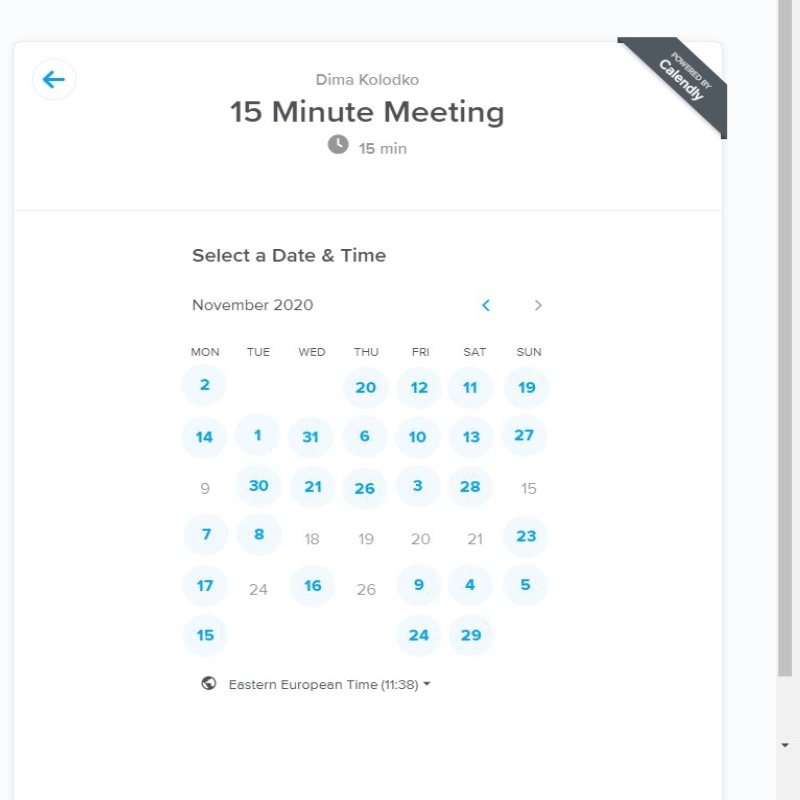 POWERED BY
Calendly
Dima Kolodko
15 Minute Meeting
15 min
Select a Date & Time
November 2020
MON TUE WED THU FRI SAT SUN
2 20 12 11 19
14 1 31 6 10 13 27
9 30 21 26 3 28 15
7 8 18 19 20 21 23
17 24 16 26 9 4 5
15 24 29
Eastern European Time (11:38)